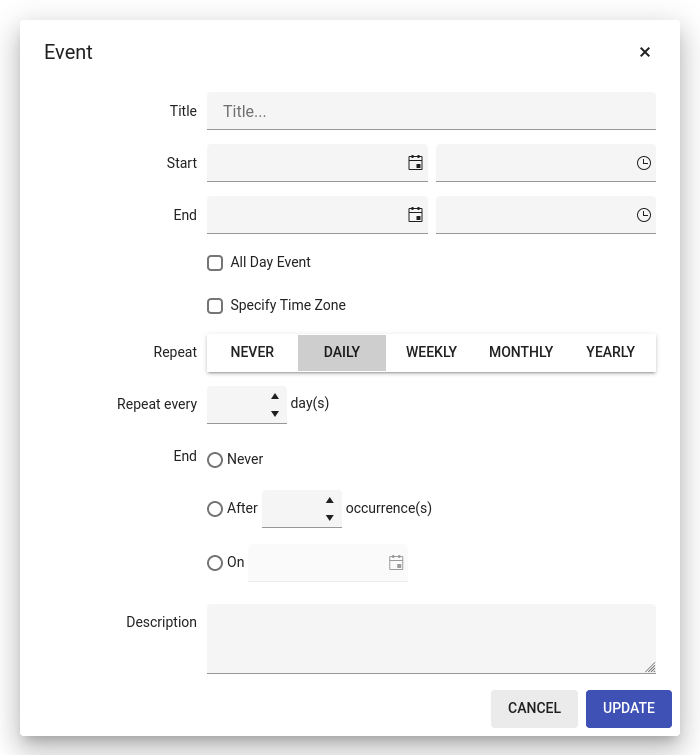 Event
Title Title...
Start
End
All Day Event
Specify Time Zone
Repeat NEVER DAILY WEEKLY MONTHLY YEARLY
Repeat every day(s)
End Never
After occurrence(s)
On
Description
CANCEL UPDATE